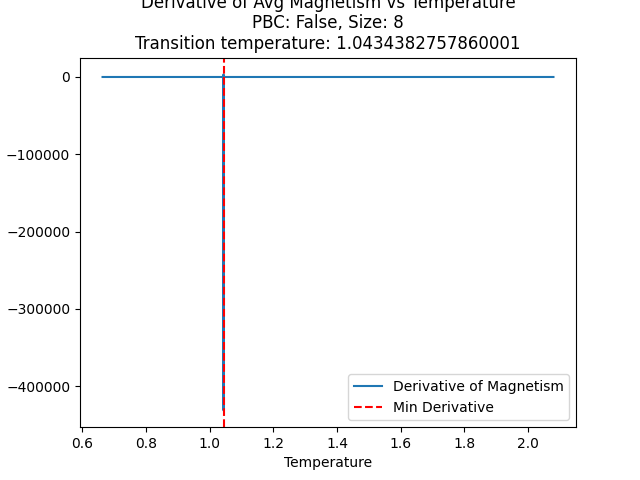 Derivative of Avg Magnetism vs Temperature
PBC: False, Size: 8
Transition temperature: 1.0434382757860001
0
−100000
−200000
−300000
−400000
Derivative of Magnetism
Min Derivative
0.6 0.8 1.0 1.2 1.4 1.6 1.8 2.0
Temperature